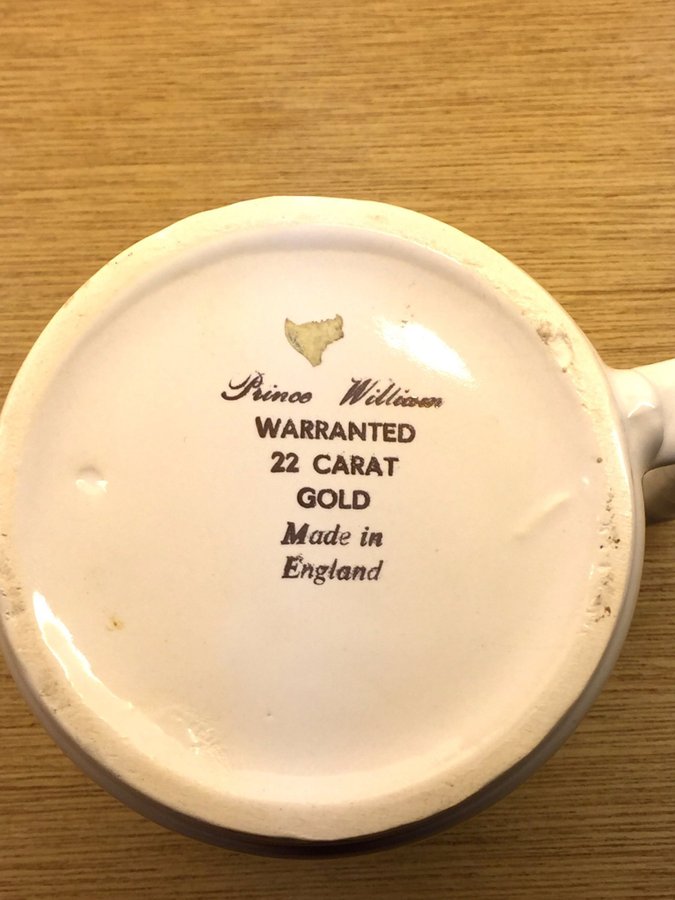 Prince William
WARRANTED
22 CARAT
GOLD
Made in
England